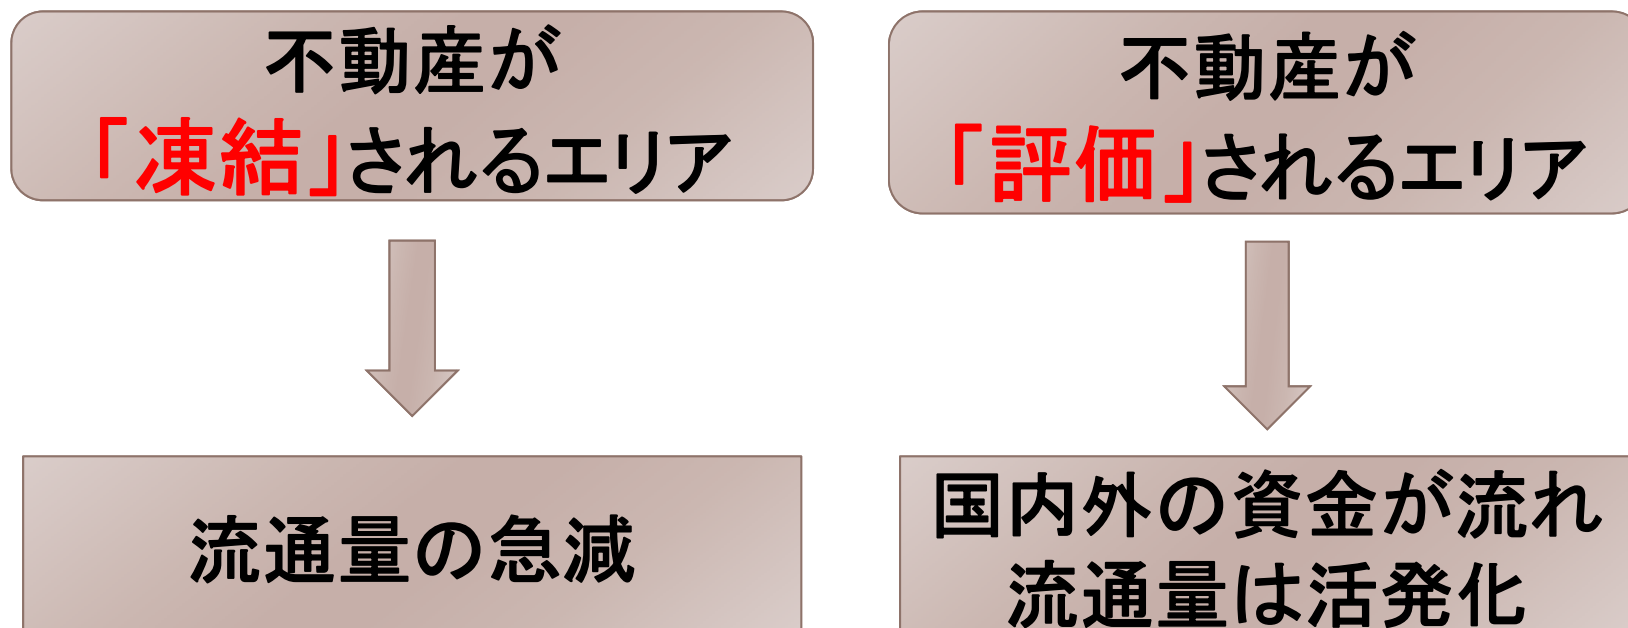 不動産が
「凍結」されるエリア
流通量の急減
不動産が
「評価」されるエリア
国内外の資金が流れ
流通量は活発化